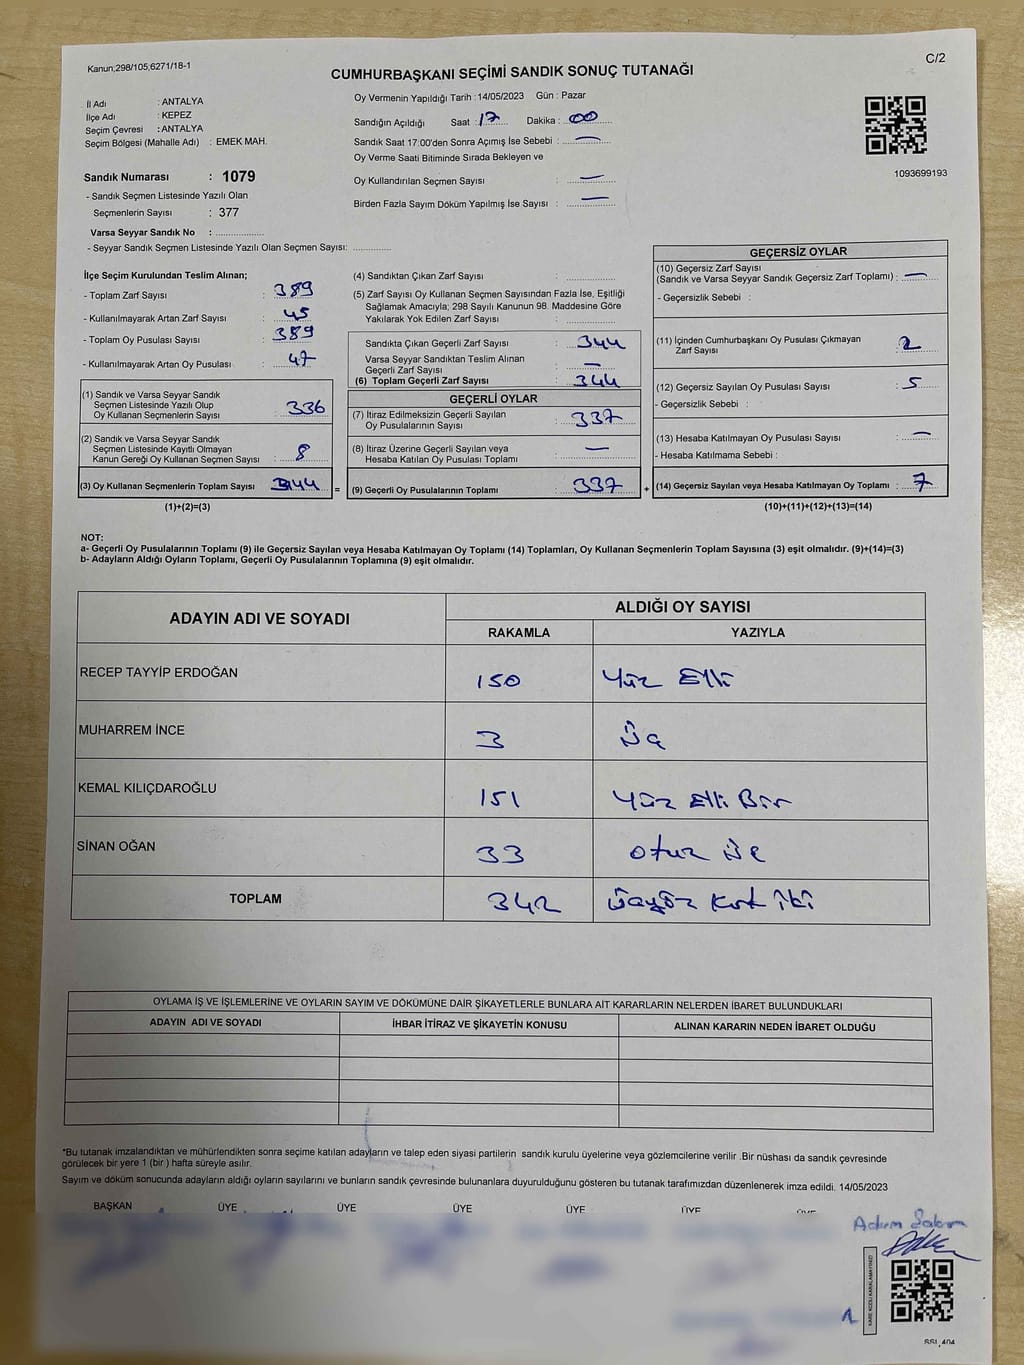 Kanun;298/105,6271/18-1
C/2
CUMHURBAŞKANI SEÇİMİ SANDIK SONUÇ TUTANAĞI
İl Adı : ANTALYA
İlçe Adı : KEPEZ
Seçim Çevresi : ANTALYA
Seçim Bölgesi (Mahalle Adı) : EMEK MAH.
Oy Vermenin Yapıldığı Tarih : 14/05/2023 Gün : Pazar
Sandığın Açıldığı Saat : 17 Dakika : 00
Sandık Saat 17:00'den Sonra Açımış İse Sebebi : —
Oy Verme Saati Bitiminde Sırada Bekleyen ve
Oy Kullandırılan Seçmen Sayısı : —
Birden Fazla Sayım Döküm Yapılmış İse Sayısı : —
1093699193
Sandık Numarası : 1079
- Sandık Seçmen Listesinde Yazılı Olan
Seçmenlerin Sayısı : 377
Varsa Seyyar Sandık No : ..................
- Seyyar Sandık Seçmen Listesinde Yazılı Olan Seçmen Sayısı: ..............
İlçe Seçim Kurulundan Teslim Alınan;
- Toplam Zarf Sayısı : 389
- Kullanılmayarak Artan Zarf Sayısı : 45
- Toplam Oy Pusulası Sayısı : 389
- Kullanılmayarak Artan Oy Pusulası : 47
(1) Sandık ve Varsa Seyyar Sandık
Seçmen Listesinde Yazılı Olup
Oy Kullanan Seçmenlerin Sayısı : 336
(2) Sandık ve Varsa Seyyar Sandık
Seçmen Listesinde Kayıtlı Olmayan
Kanun Gereği Oy Kullanan Seçmen Sayısı : 8
(3) Oy Kullanan Seçmenlerin Toplam Sayısı : 344
(1)+(2)=(3)
(4) Sandıktan Çıkan Zarf Sayısı : ..............
(5) Zarf Sayısı Oy Kullanan Seçmen Sayısından Fazla İse, Eşitliği
Sağlamak Amacıyla; 298 Sayılı Kanunun 98. Maddesine Göre
Yakılarak Yok Edilen Zarf Sayısı : ..............
Sandıkta Çıkan Geçerli Zarf Sayısı : 344
Varsa Seyyar Sandıktan Teslim Alınan
Geçerli Zarf Sayısı : —
(6) Toplam Geçerli Zarf Sayısı : 344
GEÇERLİ OYLAR
(7) İtiraz Edilmeksizin Geçerli Sayılan
Oy Pusulalarının Sayısı : 337
(8) İtiraz Üzerine Geçerli Sayılan veya
Hesaba Katılan Oy Pusulası Toplamı : —
= (9) Geçerli Oy Pusulalarının Toplamı : 337
GEÇERSİZ OYLAR
(10) Geçersiz Zarf Sayısı
(Sandık ve Varsa Seyyar Sandık Geçersiz Zarf Toplamı) : —
- Geçersizlik Sebebi :
(11) İçinden Cumhurbaşkanı Oy Pusulası Çıkmayan
Zarf Sayısı : 2
(12) Geçersiz Sayılan Oy Pusulası Sayısı : 5
- Geçersizlik Sebebi :
(13) Hesaba Katılmayan Oy Pusulası Sayısı : —
- Hesaba Katılmama Sebebi :
+ (14) Geçersiz Sayılan veya Hesaba Katılmayan Oy Toplamı : 7
(10)+(11)+(12)+(13)=(14)
NOT:
a- Geçerli Oy Pusulalarının Toplamı (9) ile Geçersiz Sayılan veya Hesaba Katılmayan Oy Toplamı (14) Toplamları, Oy Kullanan Seçmenlerin Toplam Sayısına (3) eşit olmalıdır. (9)+(14)=(3)
b- Adayların Aldığı Oyların Toplamı, Geçerli Oy Pusulalarının Toplamına (9) eşit olmalıdır.
ADAYIN ADI VE SOYADI ALDIĞI OY SAYISI
RAKAMLA YAZIYLA
RECEP TAYYİP ERDOĞAN 150 Yüz Elli
MUHARREM İNCE 3 Üç
KEMAL KILIÇDAROĞLU 151 Yüz Elli Bir
SİNAN OĞAN 33 Otuz Üç
TOPLAM 342 Üçyüz Kırk İki
OYLAMA İŞ VE İŞLEMLERİNE VE OYLARIN SAYIM VE DÖKÜMÜNE DAİR ŞİKAYETLERLE BUNLARA AİT KARARLARIN NELERDEN İBARET BULUNDUKLARI
ADAYIN ADI VE SOYADI İHBAR İTİRAZ VE ŞİKAYETİN KONUSU ALINAN KARARIN NEDEN İBARET OLDUĞU
*Bu tutanak imzalandıktan ve mühürlendikten sonra seçime katılan adayların ve talep eden siyasi partilerin sandık kurulu üyelerine veya gözlemcilerine verilir .Bir nüshası da sandık çevresinde
görülecek bir yere 1 (bir ) hafta süreyle asılır.
Sayım ve döküm sonucunda adayların aldığı oyların sayılarını ve bunların sandık çevresinde bulunanlara duyurulduğunu gösteren bu tutanak tarafımızdan düzenlenerek imza edildi. 14/05/2023
BAŞKAN ÜYE ÜYE ÜYE ÜYE ÜYE ÜYE